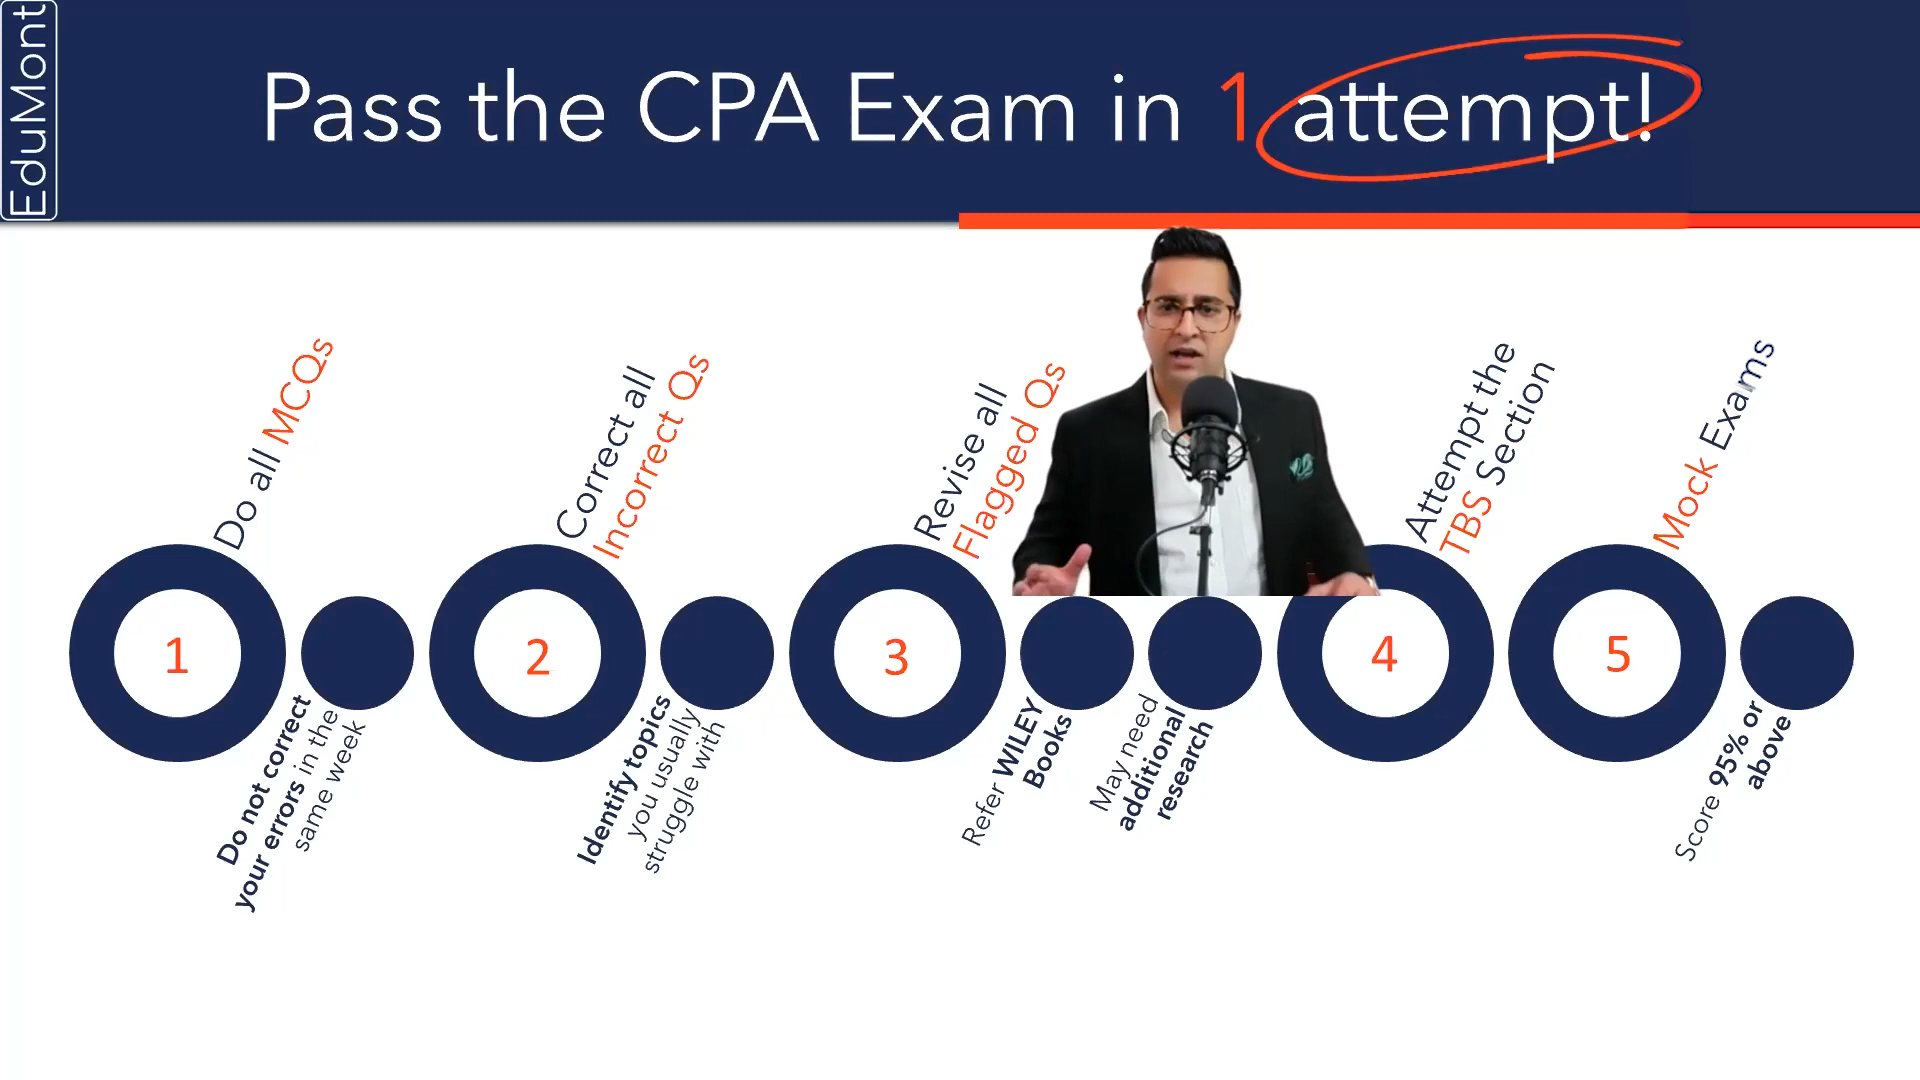 EduMont
Pass the CPA Exam in 1 attempt!
Do all MCQs
1
Do not correct
your errors in the
same week
Correct all
Incorrect Qs
2
Identify topics
you usually
struggle with
Revise all
Flagged Qs
3
Refer WILEY
Books
May need
additional
research
Attempt the
TBS Section
4
Mock Exams
5
Score 95% or
above